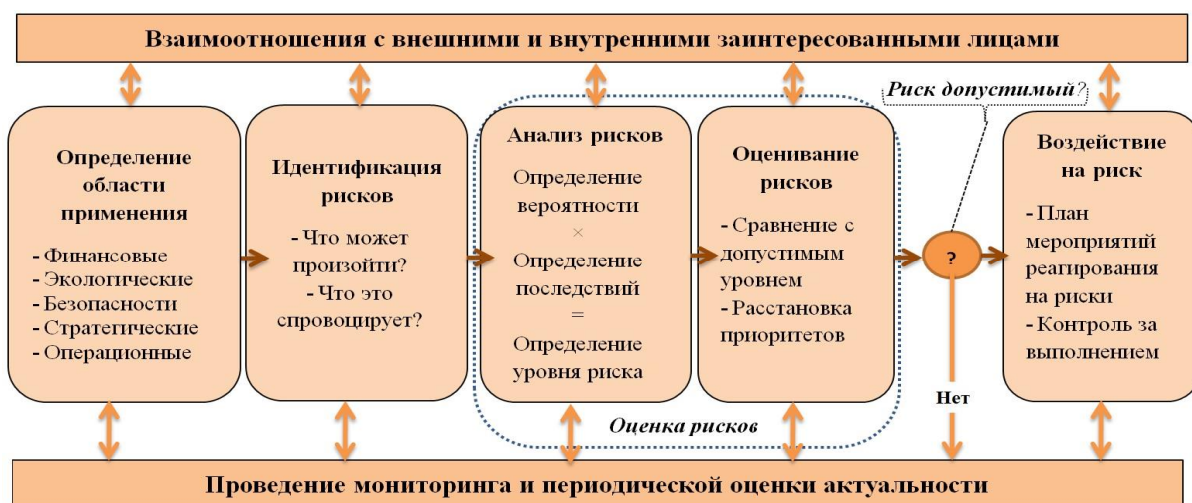 Взаимоотношения с внешними и внутренними заинтересованными лицами
Определение
области
применения
- Финансовые
- Экологические
- Безопасности
- Стратегические
- Операционные
Идентификация
рисков
- Что может
произойти?
- Что это
спровоцирует?
Анализ рисков
Определение
вероятности
×
Определение
последствий
=
Определение
уровня риска
Оценивание
рисков
- Сравнение с
допустимым
уровнем
- Расстановка
приоритетов
Оценка рисков
Риск допустимый?
?
Нет
Воздействие
на риск
- План
мероприятий
реагирования
на риски
- Контроль за
выполнением
Проведение мониторинга и периодической оценки актуальности